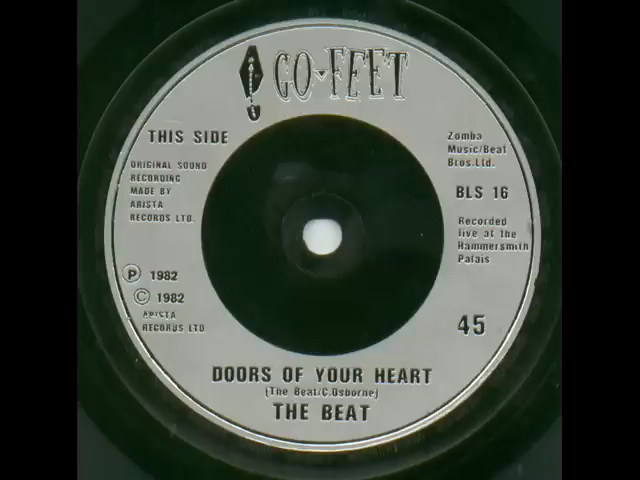 GO-FEET
THIS SIDE
ORIGINAL SOUND
RECORDING
MADE BY
ARISTA
RECORDS LTD.
Ⓟ 1982
© 1982
ARISTA
RECORDS LTD
Zomba
Music/Beat
Bros.Ltd.
BLS 16
Recorded
live at the
Hammersmith
Palais
45
DOORS OF YOUR HEART
(The Beat/C.Osborne)
THE BEAT